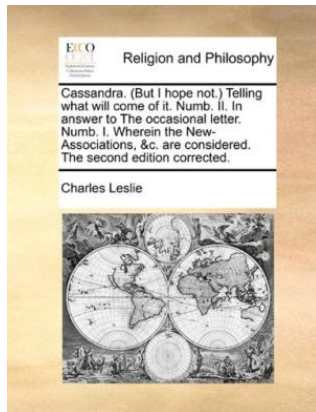 ECCO
Religion and Philosophy
Cassandra. (But I hope not.) Telling
what will come of it. Numb. II. In
answer to The occasional letter.
Numb. I. Wherein the New-
Associations, &c. are considered.
The second edition corrected.
Charles Leslie